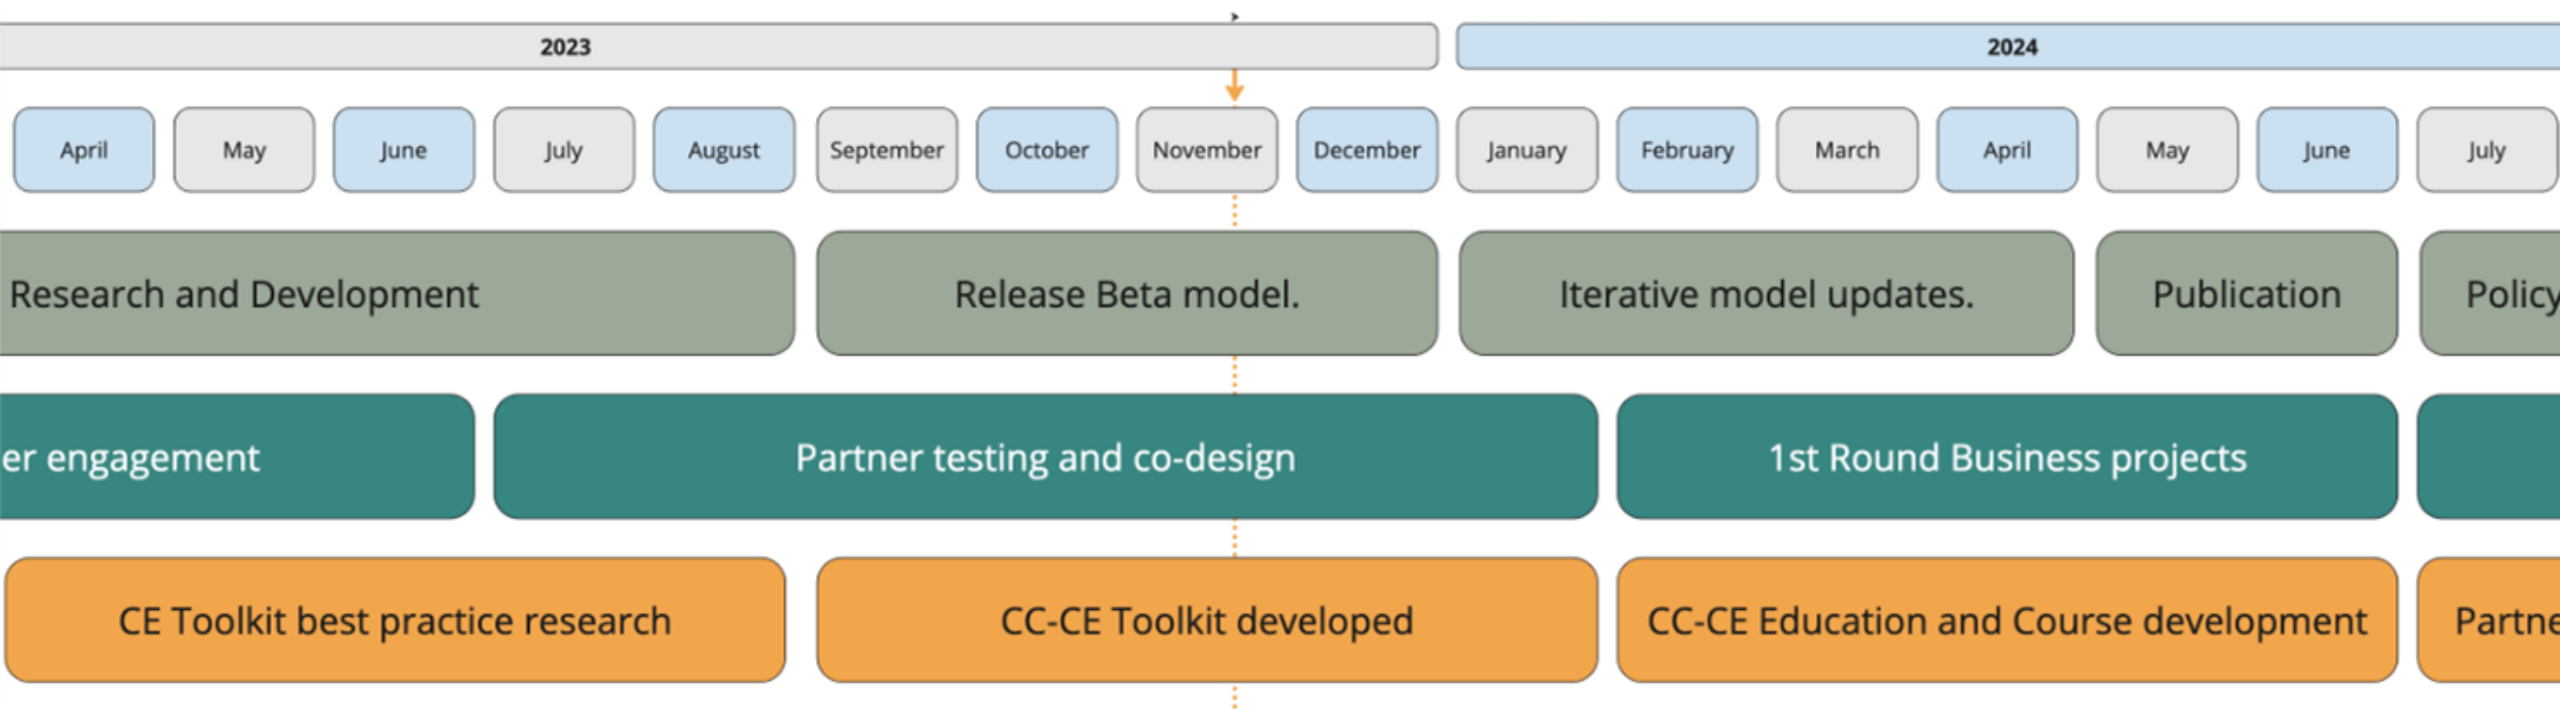 2023 2024
April May June July August September October November December January February March April May June July
Research and Development Release Beta model. Iterative model updates. Publication Policy
er engagement Partner testing and co-design 1st Round Business projects
CE Toolkit best practice research CC-CE Toolkit developed CC-CE Education and Course development Partne